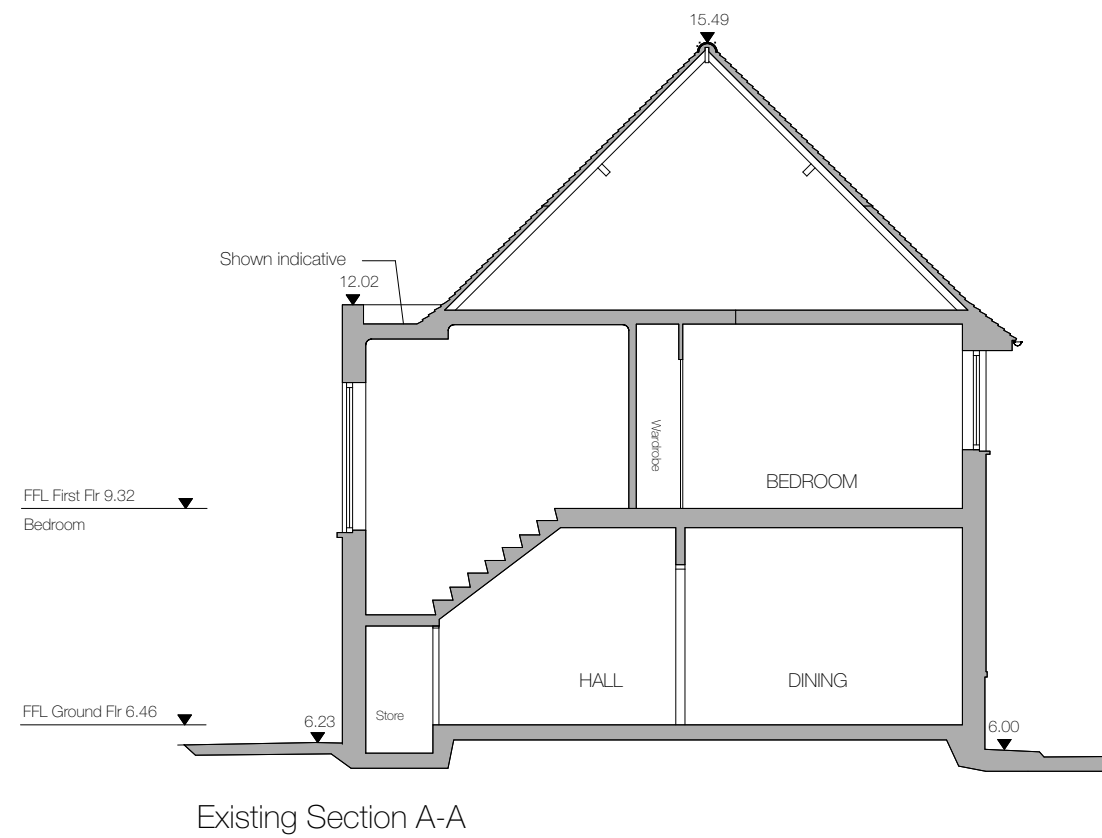 15.49
Shown indicative
12.02
Wardrobe
BEDROOM
FFL First Flr 9.32
Bedroom
HALL
DINING
FFL Ground Flr 6.46
Store
6.23
6.00
Existing Section A-A